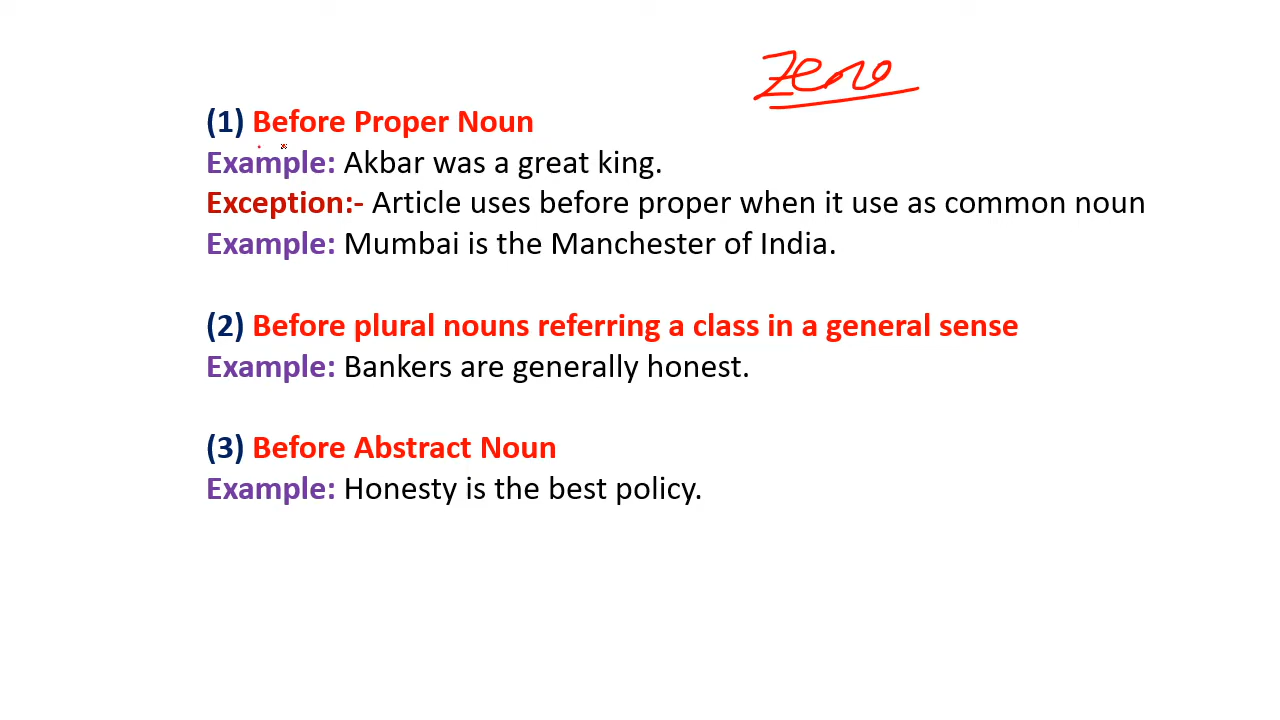 Zero
(1) Before Proper Noun
Example: Akbar was a great king.
Exception:- Article uses before proper when it use as common noun
Example: Mumbai is the Manchester of India.
(2) Before plural nouns referring a class in a general sense
Example: Bankers are generally honest.
(3) Before Abstract Noun
Example: Honesty is the best policy.